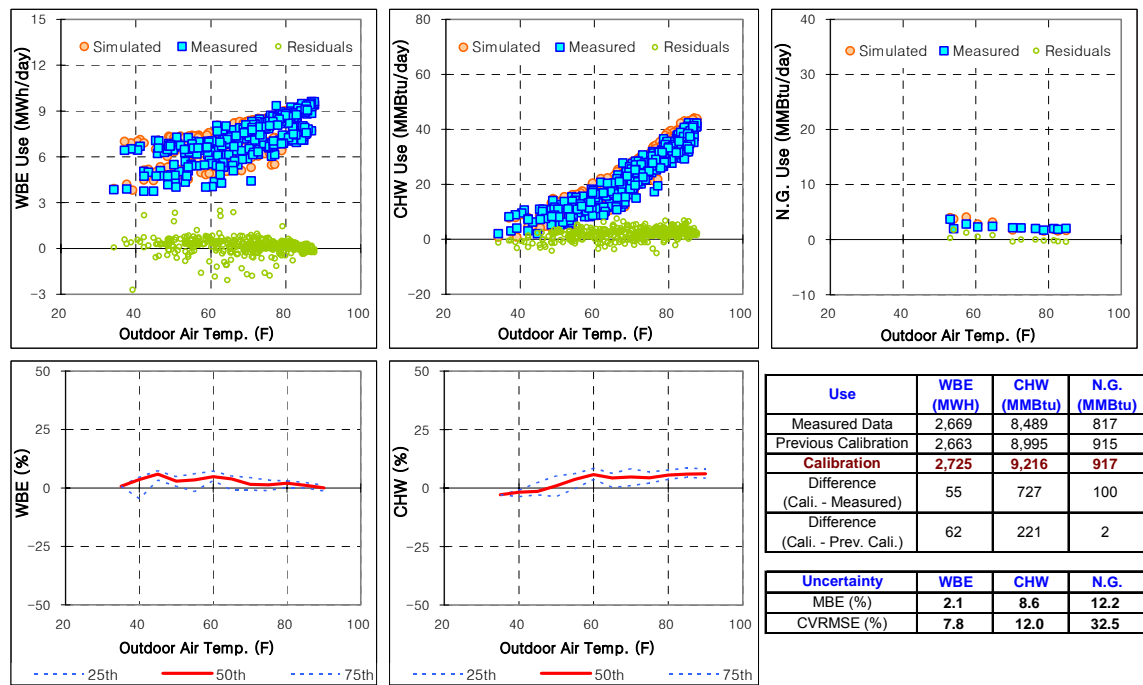 15
12
9
6
3
0
−3
WBE Use (MWh/day)
Simulated Measured Residuals
20 40 60 80 100
Outdoor Air Temp. (F)
80
60
40
20
0
−20
CHW Use (MMBtu/day)
Simulated Measured Residuals
20 40 60 80 100
Outdoor Air Temp. (F)
40
30
20
10
0
−10
N.G. Use (MMBtu/day)
Simulated Measured Residuals
20 40 60 80 100
Outdoor Air Temp. (F)
50
25
0
−25
−50
WBE (%)
20 40 60 80 100
Outdoor Air Temp. (F)
25th 50th 75th
50
25
0
−25
−50
CHW (%)
20 40 60 80 100
Outdoor Air Temp. (F)
25th 50th 75th
Use WBE (MWH) CHW (MMBtu) N.G. (MMBtu)
Measured Data 2,669 8,489 817
Previous Calibration 2,663 8,995 915
Calibration 2,725 9,216 917
Difference (Cali. - Measured) 55 727 100
Difference (Cali. - Prev. Cali.) 62 221 2
Uncertainty WBE CHW N.G.
MBE (%) 2.1 8.6 12.2
CVRMSE (%) 7.8 12.0 32.5